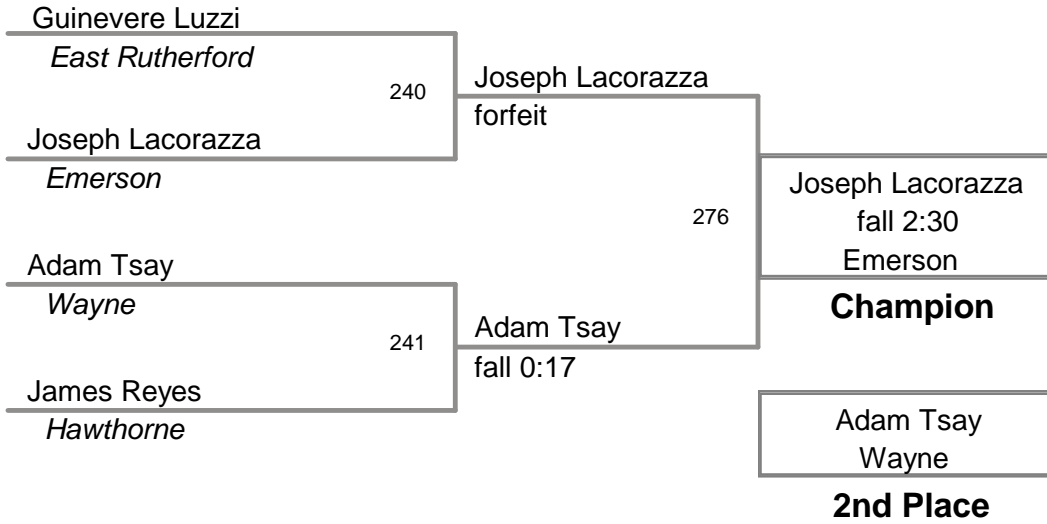 Guinevere Luzzi
East Rutherford
240
Joseph Lacorazza
forfeit
Joseph Lacorazza
Emerson
276
Joseph Lacorazza
fall 2:30
Emerson
Champion
Adam Tsay
Wayne
241
Adam Tsay
fall 0:17
James Reyes
Hawthorne
Adam Tsay
Wayne
2nd Place